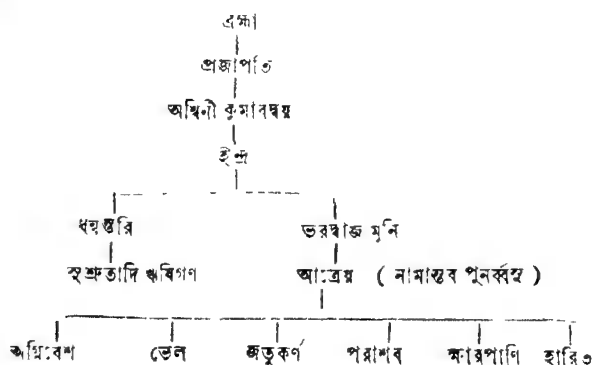 ব্রহ্মা
প্রজাপতি
অশ্বিনী কুমারদ্বয়
ইন্দ্র
ধন্বন্তরি ভরদ্বাজ মুনি
সুশ্রুতাদি ঋষিগণ আত্রেয় ( নামান্তর পুনর্ব্বসু )
অগ্নিবেশ ভেল জতুকর্ণ পরাশর ক্ষারপাণি হারিত